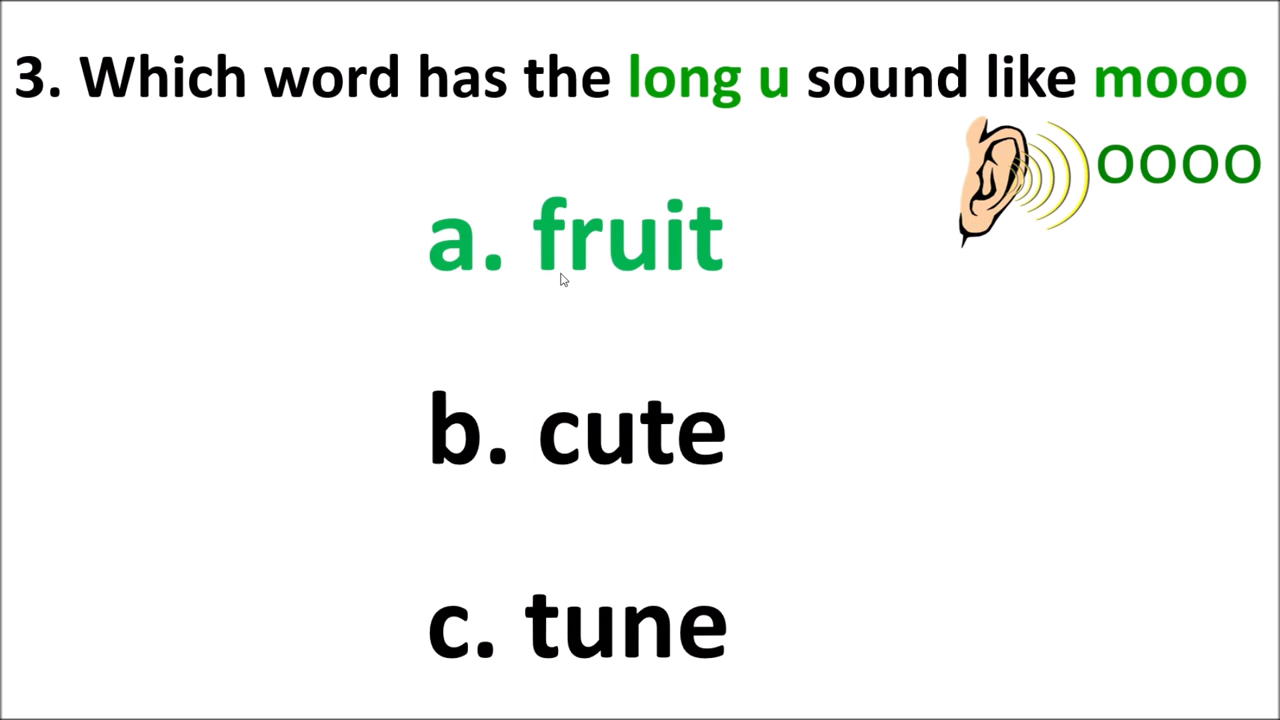 3. Which word has the long u sound like mooo
oooo
a. fruit
b. cute
c. tune